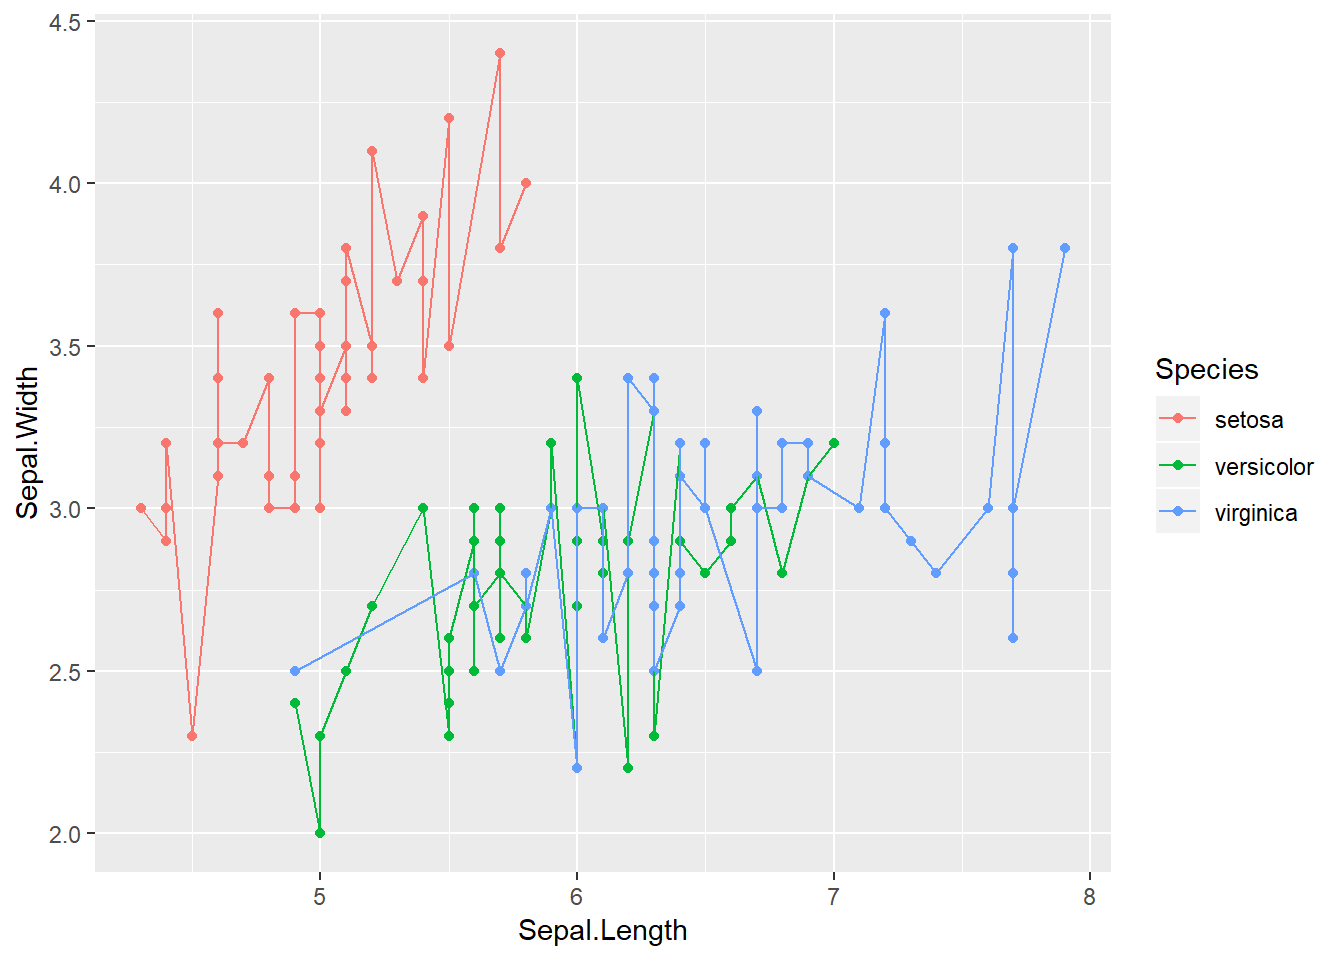 4.5
4.0
3.5
3.0
2.5
2.0
Sepal.Width
5 6 7 8
Sepal.Length
Species
setosa
versicolor
virginica